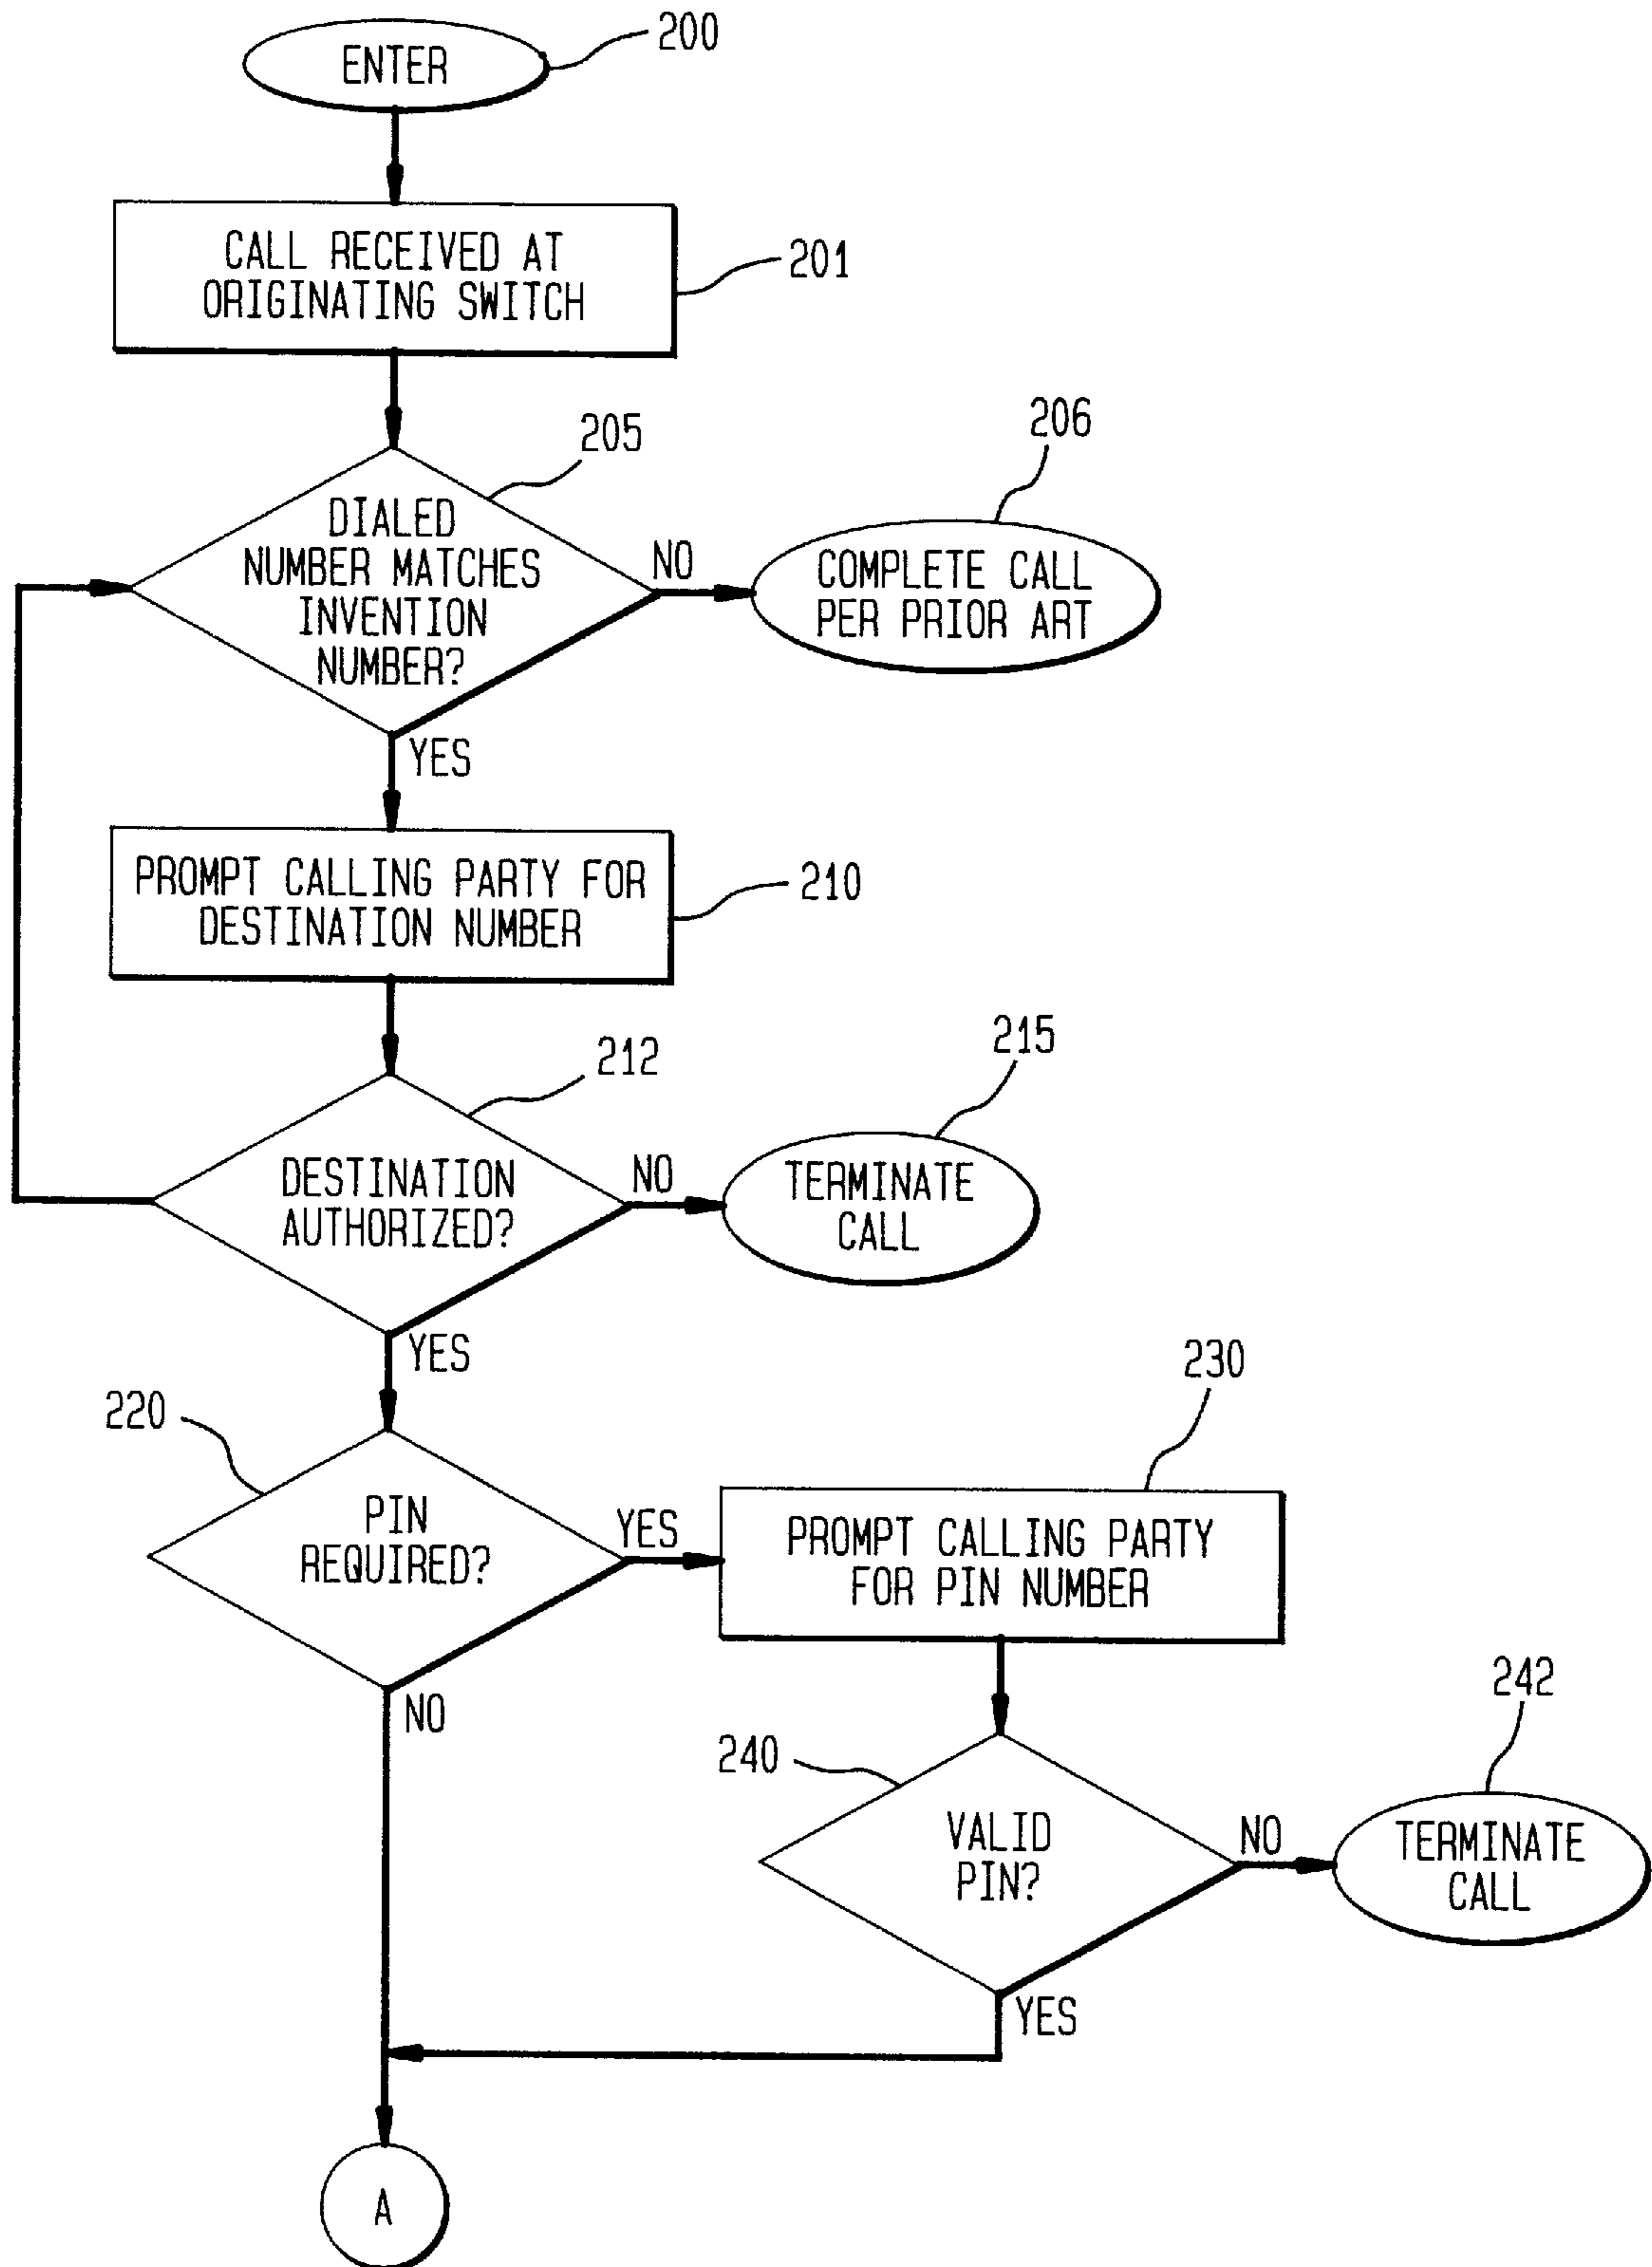 ENTER
200
CALL RECEIVED AT
ORIGINATING SWITCH
201
205
DIALED
NUMBER MATCHES
INVENTION
NUMBER?
NO
206
COMPLETE CALL
PER PRIOR ART
YES
PROMPT CALLING PARTY FOR
DESTINATION NUMBER
210
212
DESTINATION
AUTHORIZED?
NO
215
TERMINATE
CALL
YES
220
PIN
REQUIRED?
YES
230
PROMPT CALLING PARTY
FOR PIN NUMBER
NO
240
VALID
PIN?
NO
242
TERMINATE
CALL
YES
A